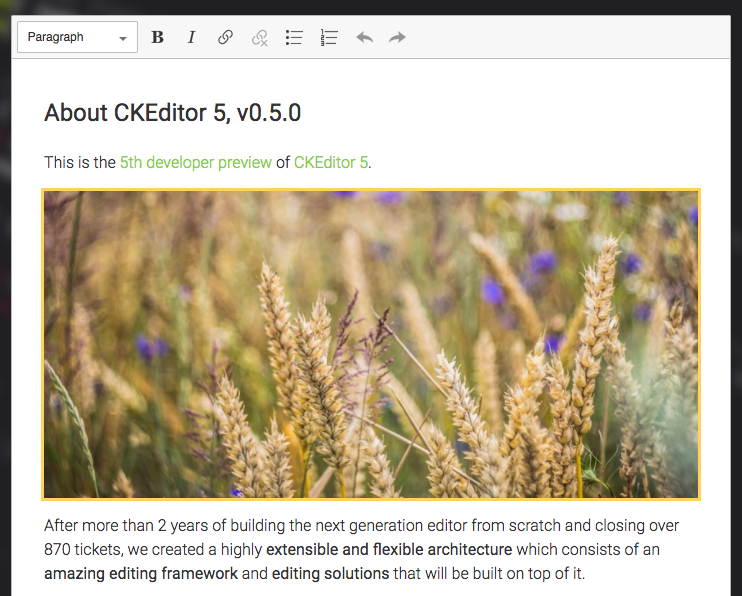 Paragraph B I
About CKEditor 5, v0.5.0
This is the 5th developer preview of CKEditor 5.
After more than 2 years of building the next generation editor from scratch and closing over
870 tickets, we created a highly extensible and flexible architecture which consists of an
amazing editing framework and editing solutions that will be built on top of it.